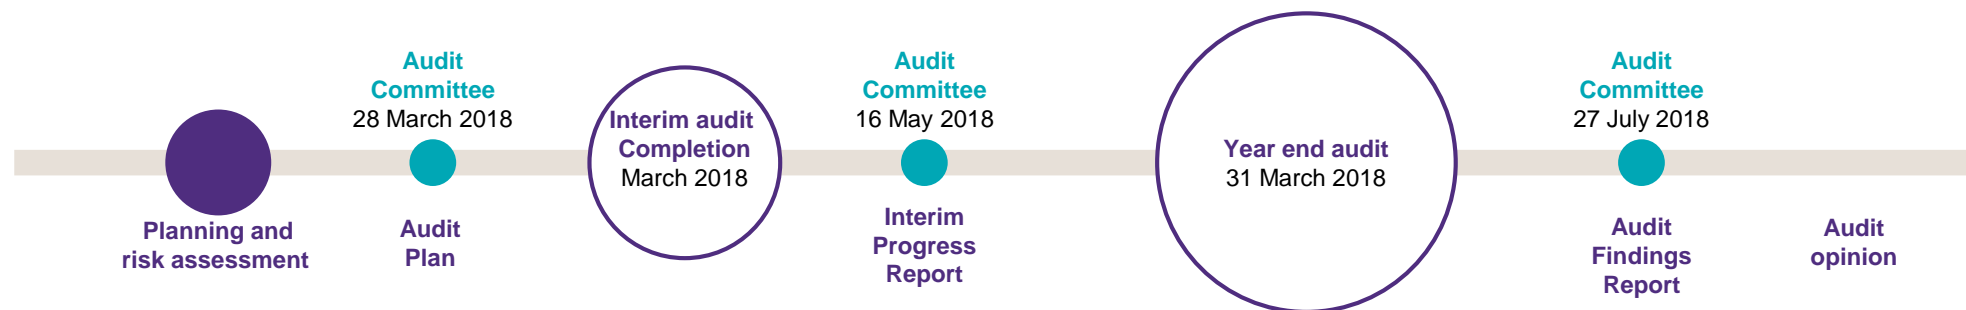 Planning and
risk assessment
Audit
Committee
28 March 2018
Audit
Plan
Interim audit
Completion
March 2018
Audit
Committee
16 May 2018
Interim
Progress
Report
Year end audit
31 March 2018
Audit
Committee
27 July 2018
Audit
Findings
Report
Audit
opinion